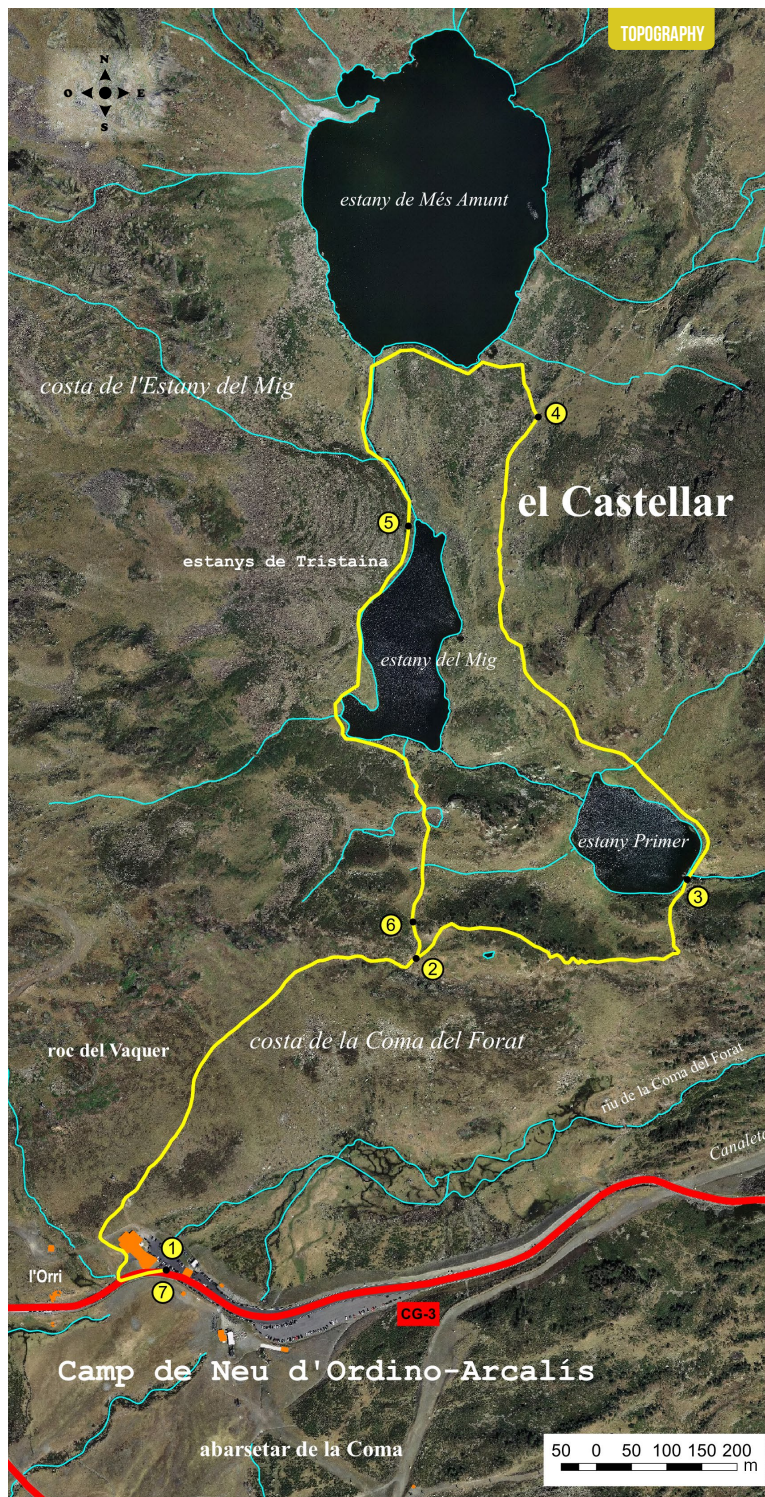 TOPOGRAPHY
N
O E
S
estany de Més Amunt
costa de l'Estany del Mig
4
el Castellar
5
estanys de Tristaina
estany del Mig
estany Primer
3
6
2
costa de la Coma del Forat
roc del Vaquer
riu de la Coma del Forat
Canaleta
1
l'Orri
7
CG-3
Camp de Neu d'Ordino-Arcalís
abarsetar de la Coma
50 0 50 100 150 200
m